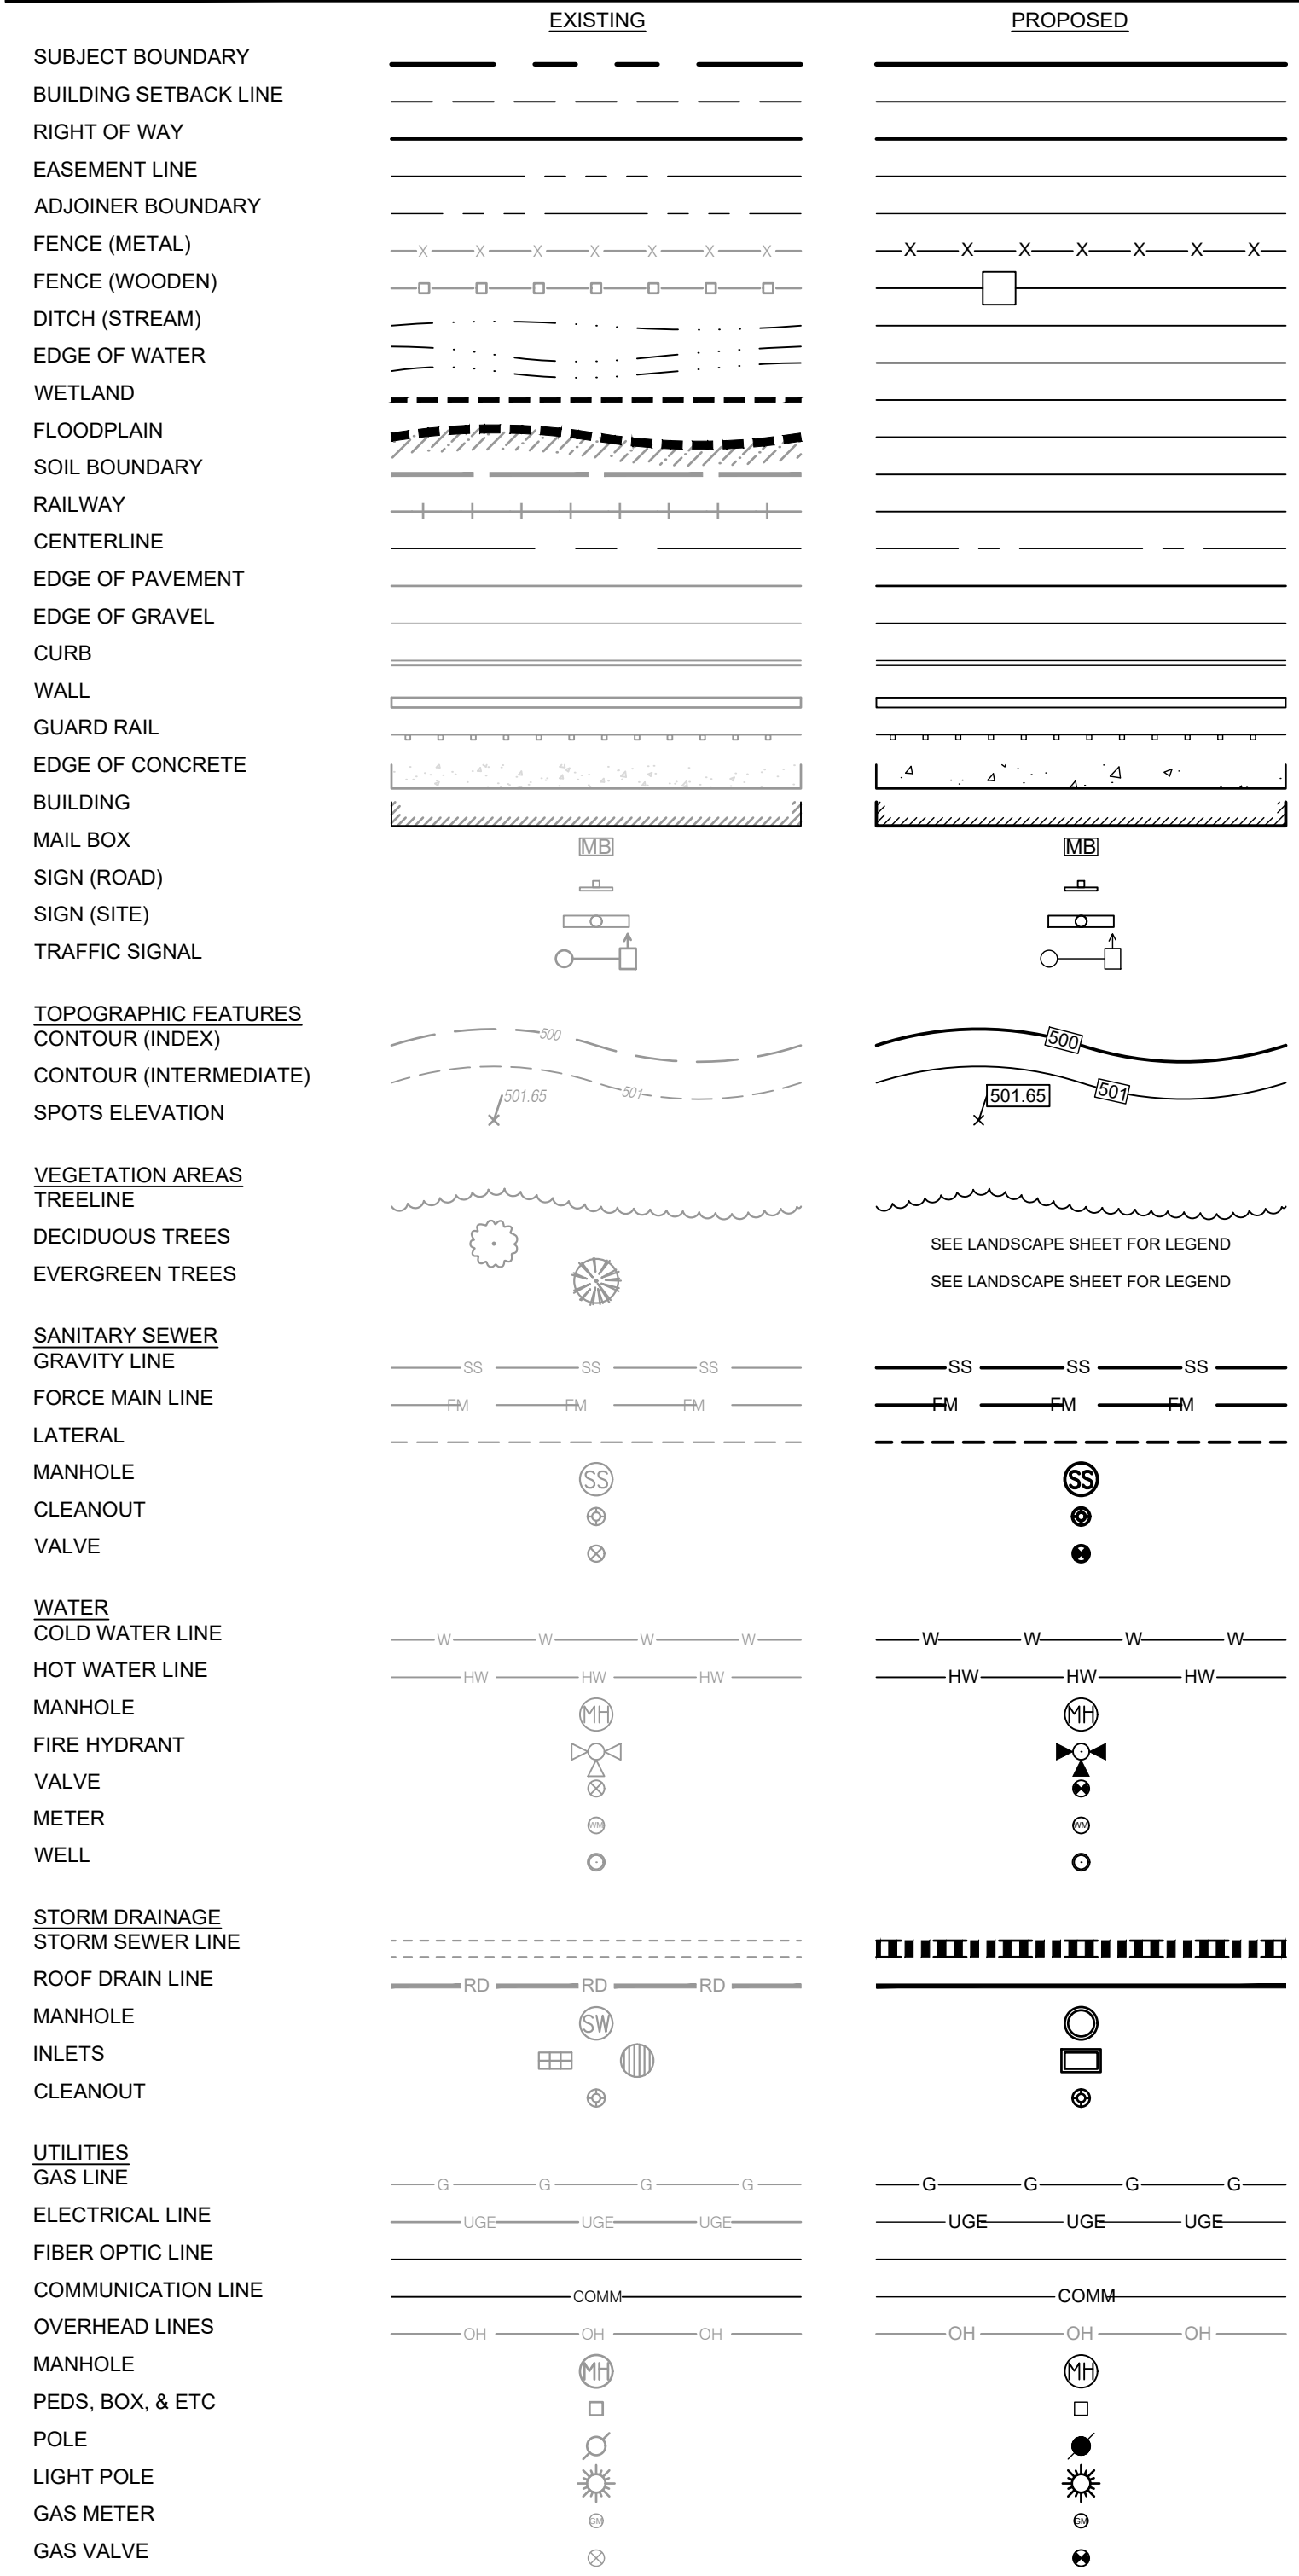 EXISTING PROPOSED
SUBJECT BOUNDARY
BUILDING SETBACK LINE
RIGHT OF WAY
EASEMENT LINE
ADJOINER BOUNDARY
FENCE (METAL) X X X X X X X X X X X X X X
FENCE (WOODEN)
DITCH (STREAM)
EDGE OF WATER
WETLAND
FLOODPLAIN
SOIL BOUNDARY
RAILWAY
CENTERLINE
EDGE OF PAVEMENT
EDGE OF GRAVEL
CURB
WALL
GUARD RAIL
EDGE OF CONCRETE
BUILDING
MAIL BOX MB MB
SIGN (ROAD)
SIGN (SITE)
TRAFFIC SIGNAL
TOPOGRAPHIC FEATURES
CONTOUR (INDEX) 500 500
CONTOUR (INTERMEDIATE) 501 501
SPOTS ELEVATION 501.65 501.65
VEGETATION AREAS
TREELINE
DECIDUOUS TREES SEE LANDSCAPE SHEET FOR LEGEND
EVERGREEN TREES SEE LANDSCAPE SHEET FOR LEGEND
SANITARY SEWER
GRAVITY LINE SS SS SS SS SS SS
FORCE MAIN LINE FM FM FM FM FM FM
LATERAL
MANHOLE SS SS
CLEANOUT
VALVE
WATER
COLD WATER LINE W W W W W W W W
HOT WATER LINE HW HW HW HW HW HW
MANHOLE MH MH
FIRE HYDRANT
VALVE
METER WM WM
WELL
STORM DRAINAGE
STORM SEWER LINE
ROOF DRAIN LINE RD RD RD
MANHOLE SW
INLETS
CLEANOUT
UTILITIES
GAS LINE G G G G G G G G
ELECTRICAL LINE UGE UGE UGE UGE UGE UGE
FIBER OPTIC LINE
COMMUNICATION LINE COMM COMM
OVERHEAD LINES OH OH OH OH OH OH
MANHOLE MH MH
PEDS, BOX, & ETC
POLE
LIGHT POLE
GAS METER GM GM
GAS VALVE